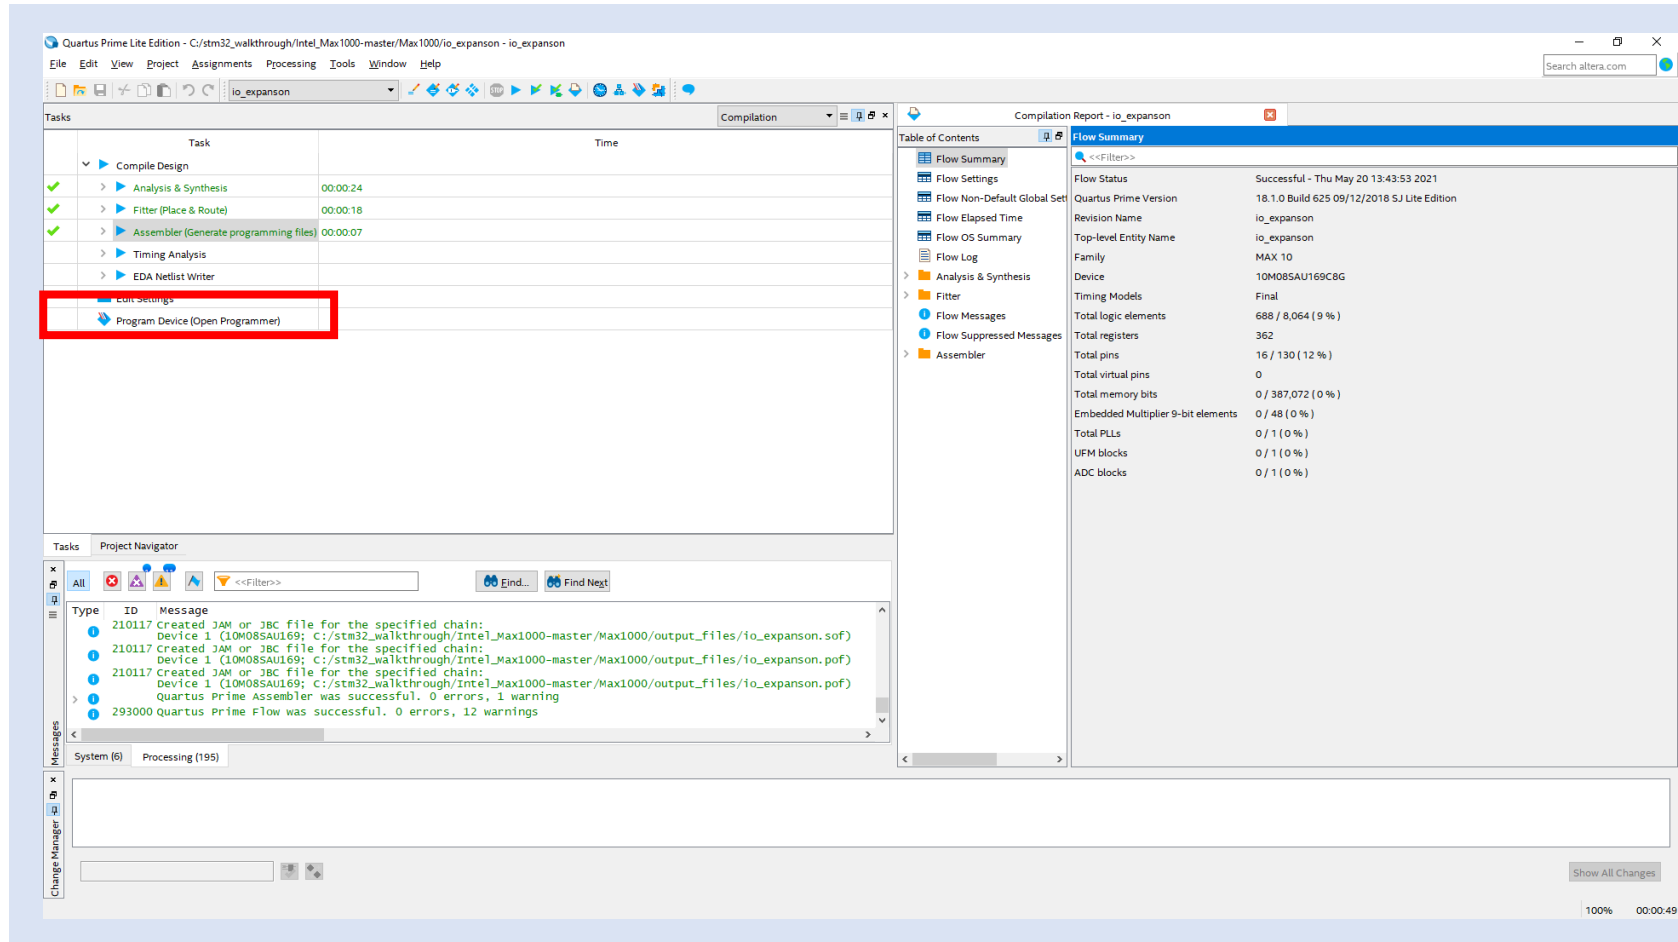 Quartus Prime Lite Edition - C:/stm32_walkthrough/Intel_Max1000-master/Max1000/io_expanson - io_expanson
File Edit View Project Assignments Processing Tools Window Help
Search altera.com
io_expanson
Tasks
Compilation
Task Time
Compile Design
Analysis & Synthesis 00:00:24
Fitter (Place & Route) 00:00:18
Assembler (Generate programming files) 00:00:07
Timing Analysis
EDA Netlist Writer
Edit Settings
Program Device (Open Programmer)
Tasks Project Navigator
Compilation Report - io_expanson
Table of Contents
Flow Summary
Flow Settings
Flow Non-Default Global Sett
Flow Elapsed Time
Flow OS Summary
Flow Log
Analysis & Synthesis
Fitter
Flow Messages
Flow Suppressed Messages
Assembler
Flow Summary
<<Filter>>
Flow Status Successful - Thu May 20 13:43:53 2021
Quartus Prime Version 18.1.0 Build 625 09/12/2018 SJ Lite Edition
Revision Name io_expanson
Top-level Entity Name io_expanson
Family MAX 10
Device 10M08SAU169C8G
Timing Models Final
Total logic elements 688 / 8,064 ( 9 % )
Total registers 362
Total pins 16 / 130 ( 12 % )
Total virtual pins 0
Total memory bits 0 / 387,072 ( 0 % )
Embedded Multiplier 9-bit elements 0 / 48 ( 0 % )
Total PLLs 0 / 1 ( 0 % )
UFM blocks 0 / 1 ( 0 % )
ADC blocks 0 / 1 ( 0 % )
All <<Filter>> Find... Find Next
Type ID Message
210117 Created JAM or JBC file for the specified chain:
Device 1 (10M08SAU169; C:/stm32_walkthrough/Intel_Max1000-master/Max1000/output_files/io_expanson.sof)
210117 Created JAM or JBC file for the specified chain:
Device 1 (10M08SAU169; C:/stm32_walkthrough/Intel_Max1000-master/Max1000/output_files/io_expanson.pof)
210117 Created JAM or JBC file for the specified chain:
Device 1 (10M08SAU169; C:/stm32_walkthrough/Intel_Max1000-master/Max1000/output_files/io_expanson.pof)
Quartus Prime Assembler was successful. 0 errors, 1 warning
293000 Quartus Prime Flow was successful. 0 errors, 12 warnings
System (6) Processing (195)
Messages
Change Manager
Show All Changes
100% 00:00:49